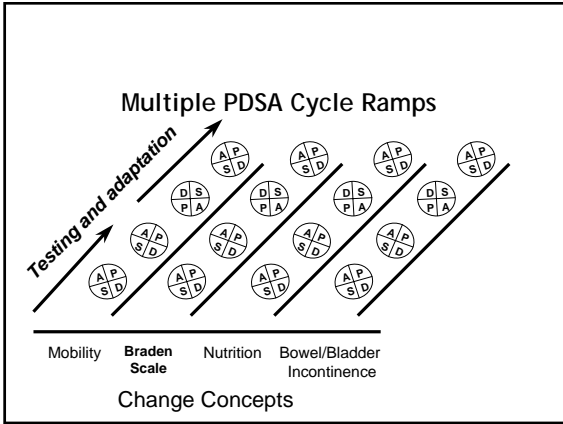 Multiple PDSA Cycle Ramps
Testing and adaptation
A P
S D
A P
S D
A P
S D
A P
S D
D S
P A
D S
P A
D S
P A
D S
P A
A P
S D
A P
S D
A P
S D
A P
S D
A P
S D
A P
S D
A P
S D
A P
S D
Mobility
Braden
Scale
Nutrition
Bowel/Bladder
Incontinence
Change Concepts